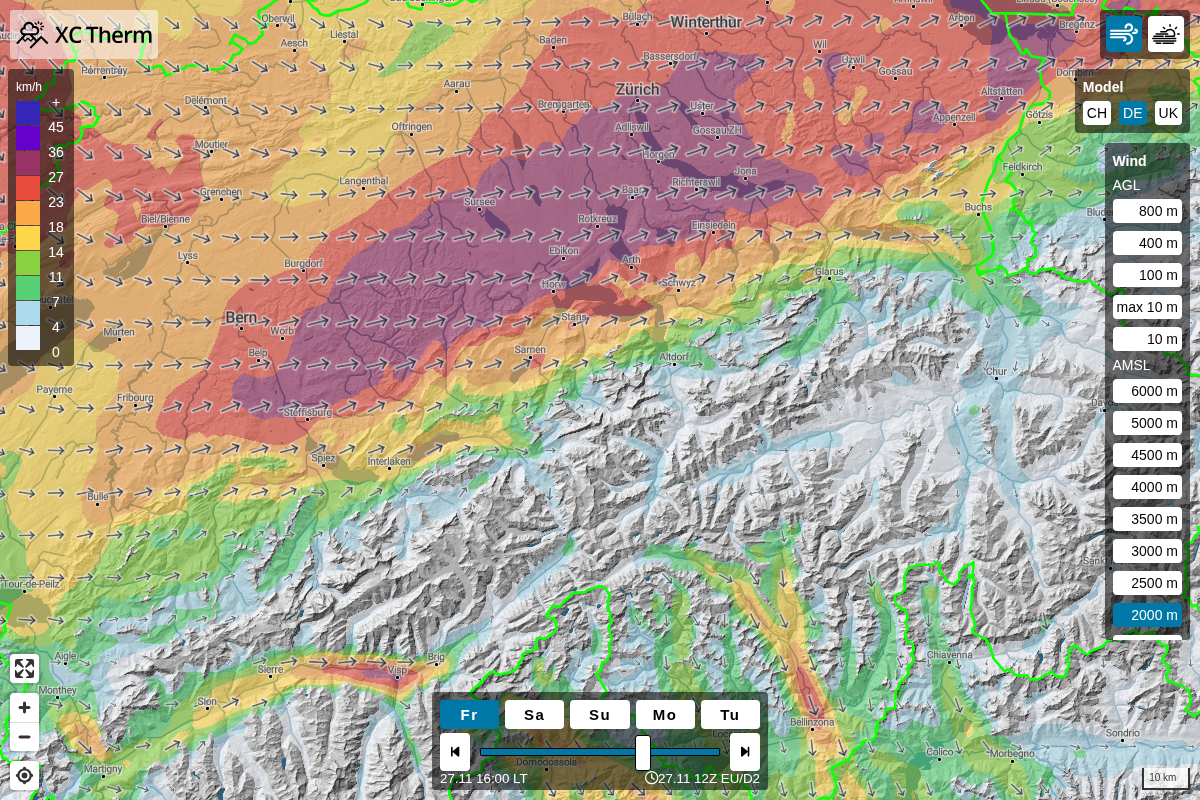 XC Therm
km/h
+
45
36
27
23
18
14
11
7
4
0
Model
CH DE UK
Wind
AGL
800 m
400 m
100 m
max 10 m
10 m
AMSL
6000 m
5000 m
4500 m
4000 m
3500 m
3000 m
2500 m
2000 m
Oberwil
Aesch
Liestal
Bülach
Winterthur
Arbon
Bregenz
Baden
Bassersdorf
Wil
Uzwil
Gossau
Dornbirn
Porrentruy
Aarau
Zürich
Altstätten
Delémont
Bremgarten
Uster
Appenzell
Götzis
Oftringen
Adliswil
Gossau ZH
Moutier
Horgen
Feldkirch
Langenthal
Jona
Richterswil
Grenchen
Baar
Sursee
Buchs
Biel/Bienne
Rotkreuz
Einsiedeln
Lyss
Ebikon
Burgdorf
Arth
Glarus
Horw
Schwyz
Bern
Stans
Murten
Worb
Belp
Sarnen
Altdorf
Chur
Payerne
Fribourg
Steffisburg
Spiez
Interlaken
Bulle
Tour-de-Peilz
Aigle
Brig
Sierre
Visp
Chiavenna
Monthey
Sion
Bellinzona
Sondrio
Colico
Morbegno
Domodossola
Martigny
Fr Sa Su Mo Tu
27.11 16:00 LT
27.11 12Z EU/D2
10 km